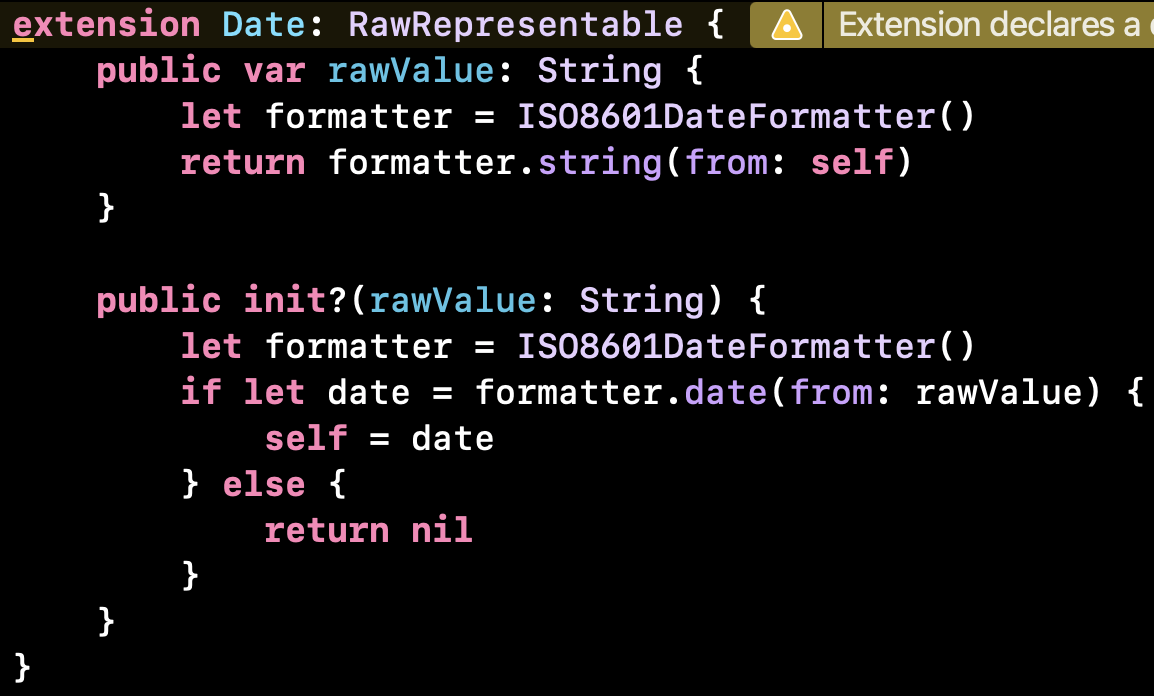 extension Date: RawRepresentable { Extension declares a
    public var rawValue: String {
        let formatter = ISO8601DateFormatter()
        return formatter.string(from: self)
    }

    public init?(rawValue: String) {
        let formatter = ISO8601DateFormatter()
        if let date = formatter.date(from: rawValue) {
            self = date
        } else {
            return nil
        }
    }
}